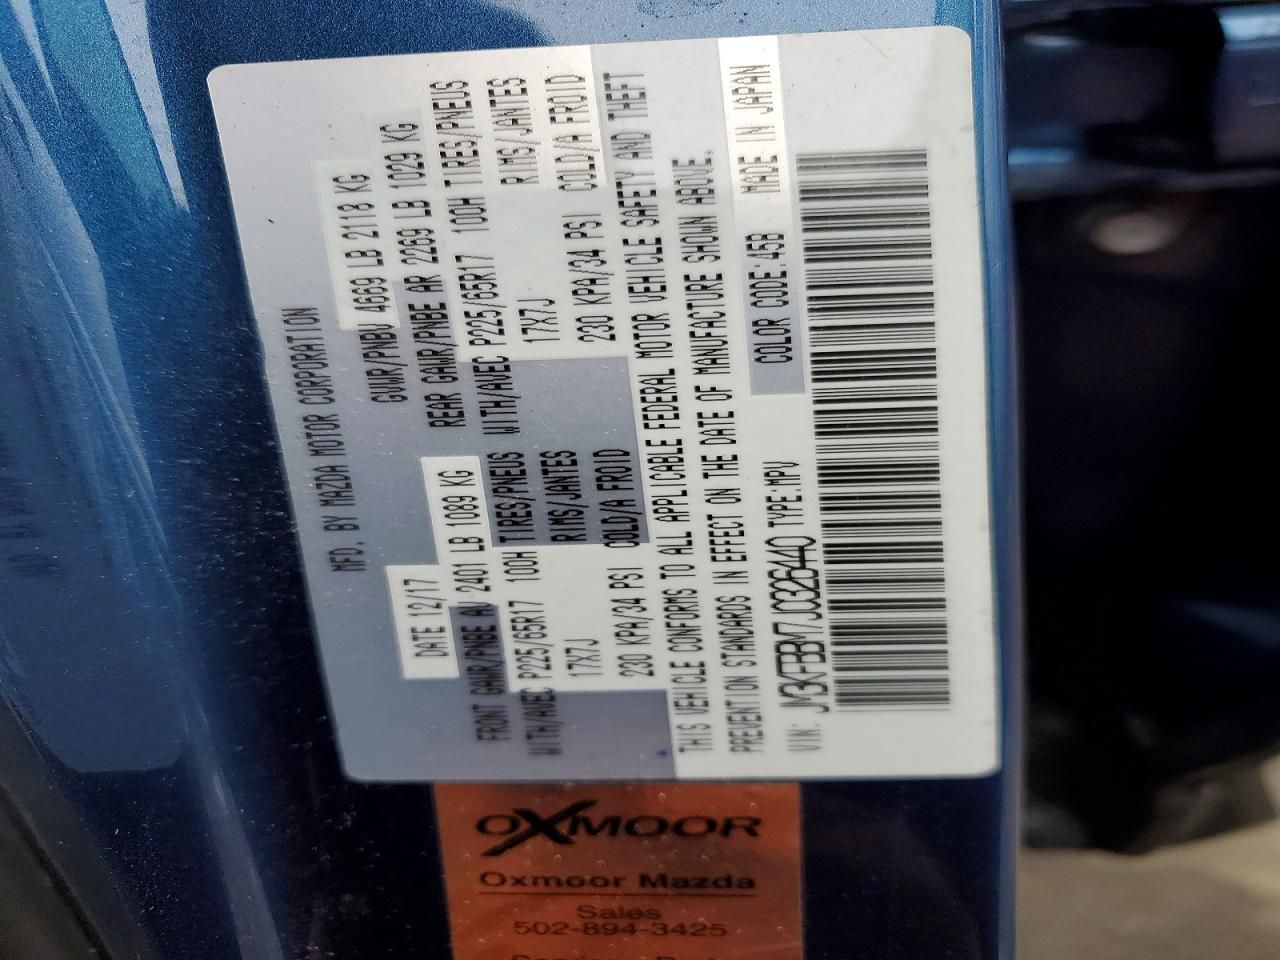 MFD. BY MAZDA MOTOR CORPORATION
DATE 12/17 GVWR/PNBV 4669 LB 2118 KG
FRONT GAWR/PNBE AV 2401 LB 1089 KG REAR GAWR/PNBE AR 2269 LB 1029 KG
WITH/AVEC P225/65R17 100H TIRES/PNEUS WITH/AVEC P225/65R17 100H TIRES/PNEUS
17X7J RIMS/JANTES 17X7J RIMS/JANTES
230 KPA/34 PSI COLD/A FROID 230 KPA/34 PSI COLD/A FROID
THIS VEHICLE CONFORMS TO ALL APPLICABLE FEDERAL MOTOR VEHICLE SAFETY AND THEFT
PREVENTION STANDARDS IN EFFECT ON THE DATE OF MANUFACTURE SHOWN ABOVE.
VIN: JM3KFBBM7J0326440 TYPE:MPV COLOR CODE:45B MADE IN JAPAN
OXMOOR
Oxmoor Mazda
Sales
502-894-3425